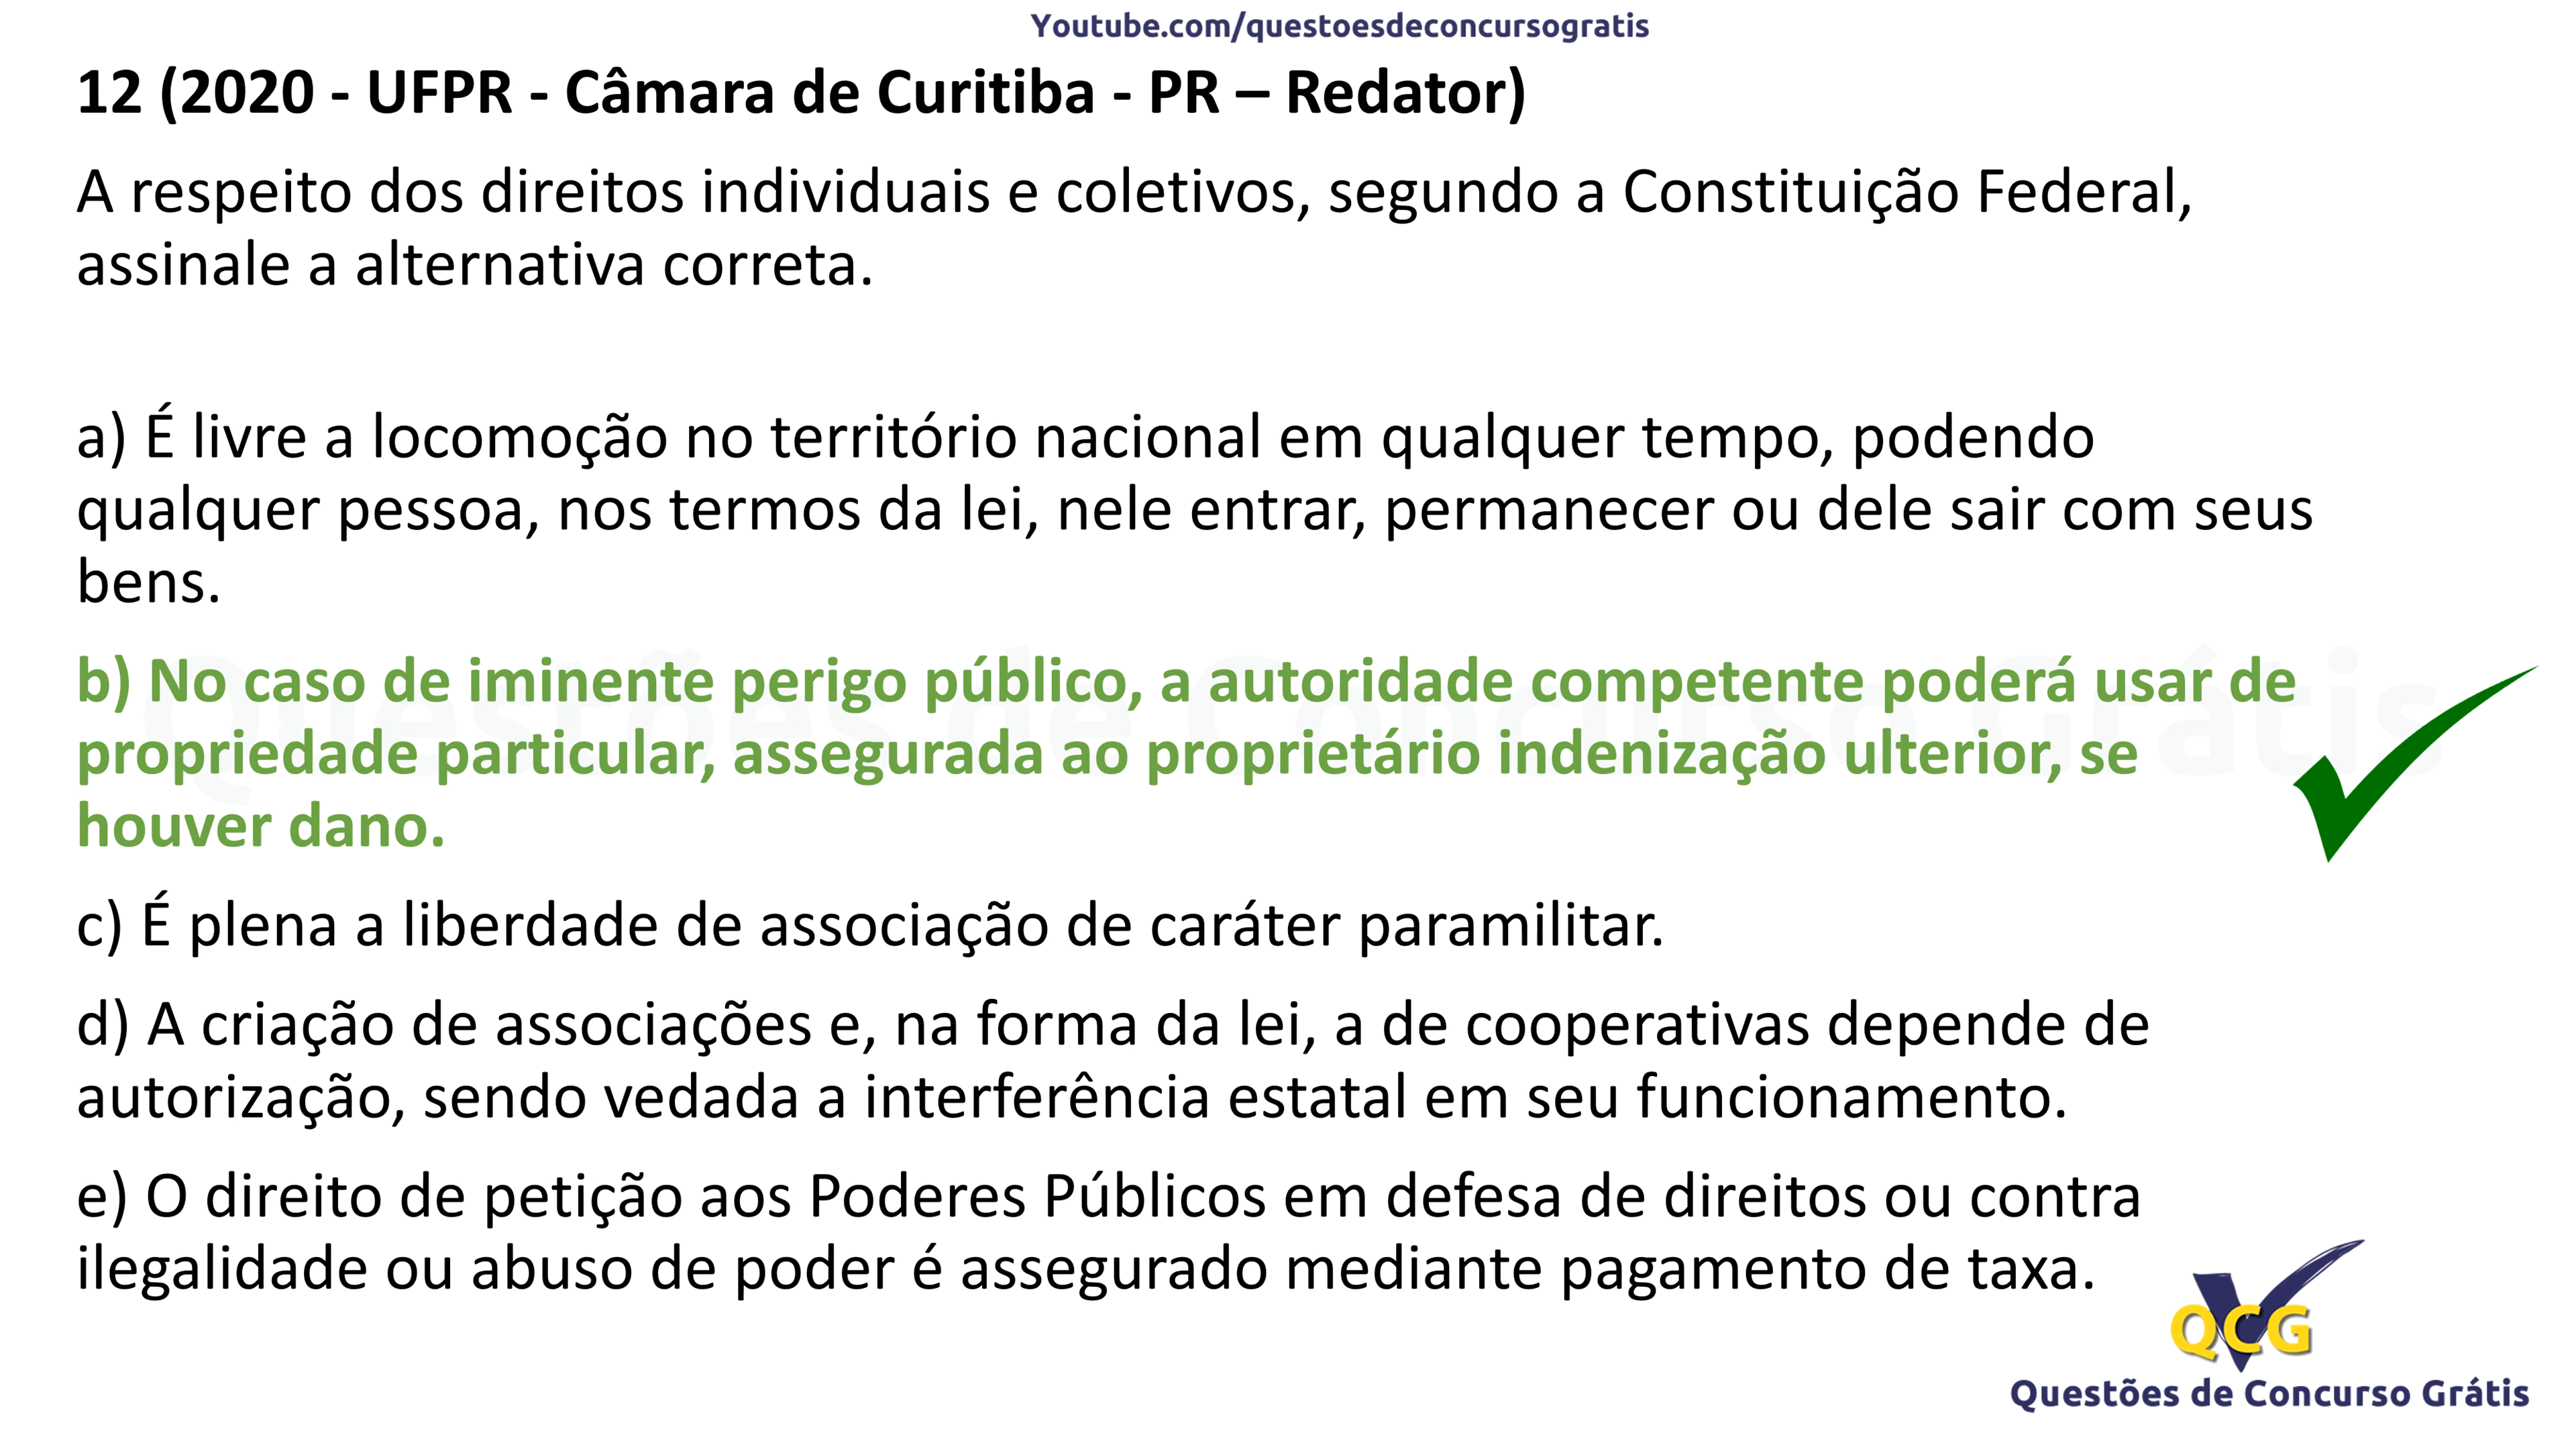 Youtube.com/questoesdeconcursogratis
12 (2020 - UFPR - Câmara de Curitiba - PR – Redator)
A respeito dos direitos individuais e coletivos, segundo a Constituição Federal,
assinale a alternativa correta.
a) É livre a locomoção no território nacional em qualquer tempo, podendo
qualquer pessoa, nos termos da lei, nele entrar, permanecer ou dele sair com seus
bens.
Questões de Concurso Grátis
b) No caso de iminente perigo público, a autoridade competente poderá usar de
propriedade particular, assegurada ao proprietário indenização ulterior, se
houver dano.
c) É plena a liberdade de associação de caráter paramilitar.
d) A criação de associações e, na forma da lei, a de cooperativas depende de
autorização, sendo vedada a interferência estatal em seu funcionamento.
e) O direito de petição aos Poderes Públicos em defesa de direitos ou contra
ilegalidade ou abuso de poder é assegurado mediante pagamento de taxa.
QCG
Questões de Concurso Grátis